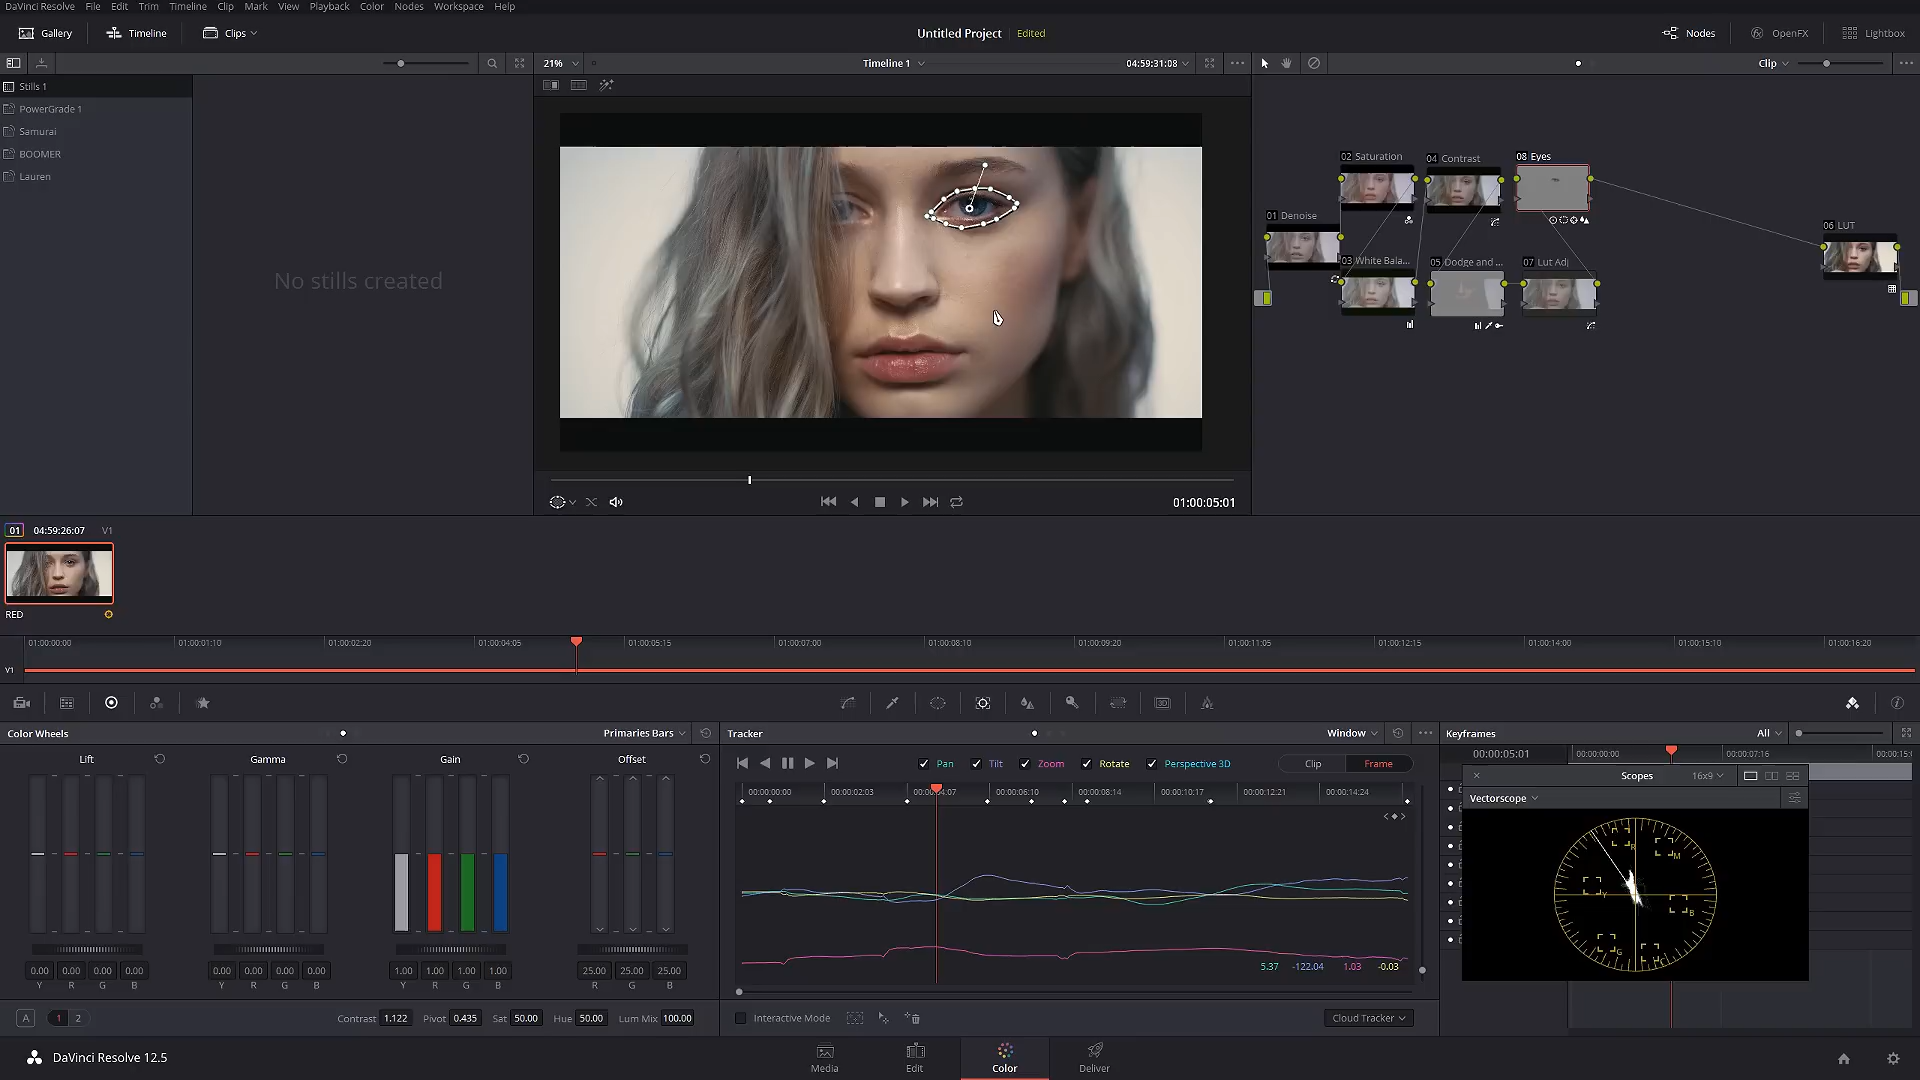 DaVinci Resolve File Edit Trim Timeline Clip Mark View Playback Color Nodes Workspace Help
Gallery Timeline Clips Untitled Project Edited Nodes OpenFX Lightbox
21% Timeline 1 04:59:31:08 Clip
Stills 1
PowerGrade 1
Samurai
BOOMER
Lauren
No stills created
02 Saturation 04 Contrast 08 Eyes
01 Denoise 06 LUT
03 White Bala... 05 Dodge and ... 07 Lut Adj
01:00:05:01
01 04:59:26:07 V1
RED
01:00:00:00 01:00:01:10 01:00:02:20 01:00:04:05 01:00:05:15 01:00:07:00 01:00:08:10 01:00:09:20 01:00:11:05 01:00:12:15 01:00:14:00 01:00:15:10 01:00:16:20
V1
Color Wheels Primaries Bars Tracker Window Keyframes All
Lift Gamma Gain Offset
Pan Tilt Zoom Rotate Perspective 3D Clip Frame
00:00:05:01 00:00:00:00 00:00:07:16
Scopes 16x9
00:00:00:00 00:00:02:03 00:00:06:10 00:00:08:14 00:00:10:17 00:00:12:21 00:00:14:24
Vectorscope
R M Y B G
5.37 -122.04 1.03 -0.03
0.00 0.00 0.00 0.00 0.00 0.00 0.00 0.00 1.00 1.00 1.00 1.00 25.00 25.00 25.00
Y R G B Y R G B Y R G B R G B
A 1 2 Contrast 1.122 Pivot 0.435 Sat 50.00 Hue 50.00 Lum Mix 100.00 Interactive Mode Cloud Tracker
DaVinci Resolve 12.5 Media Edit Color Deliver